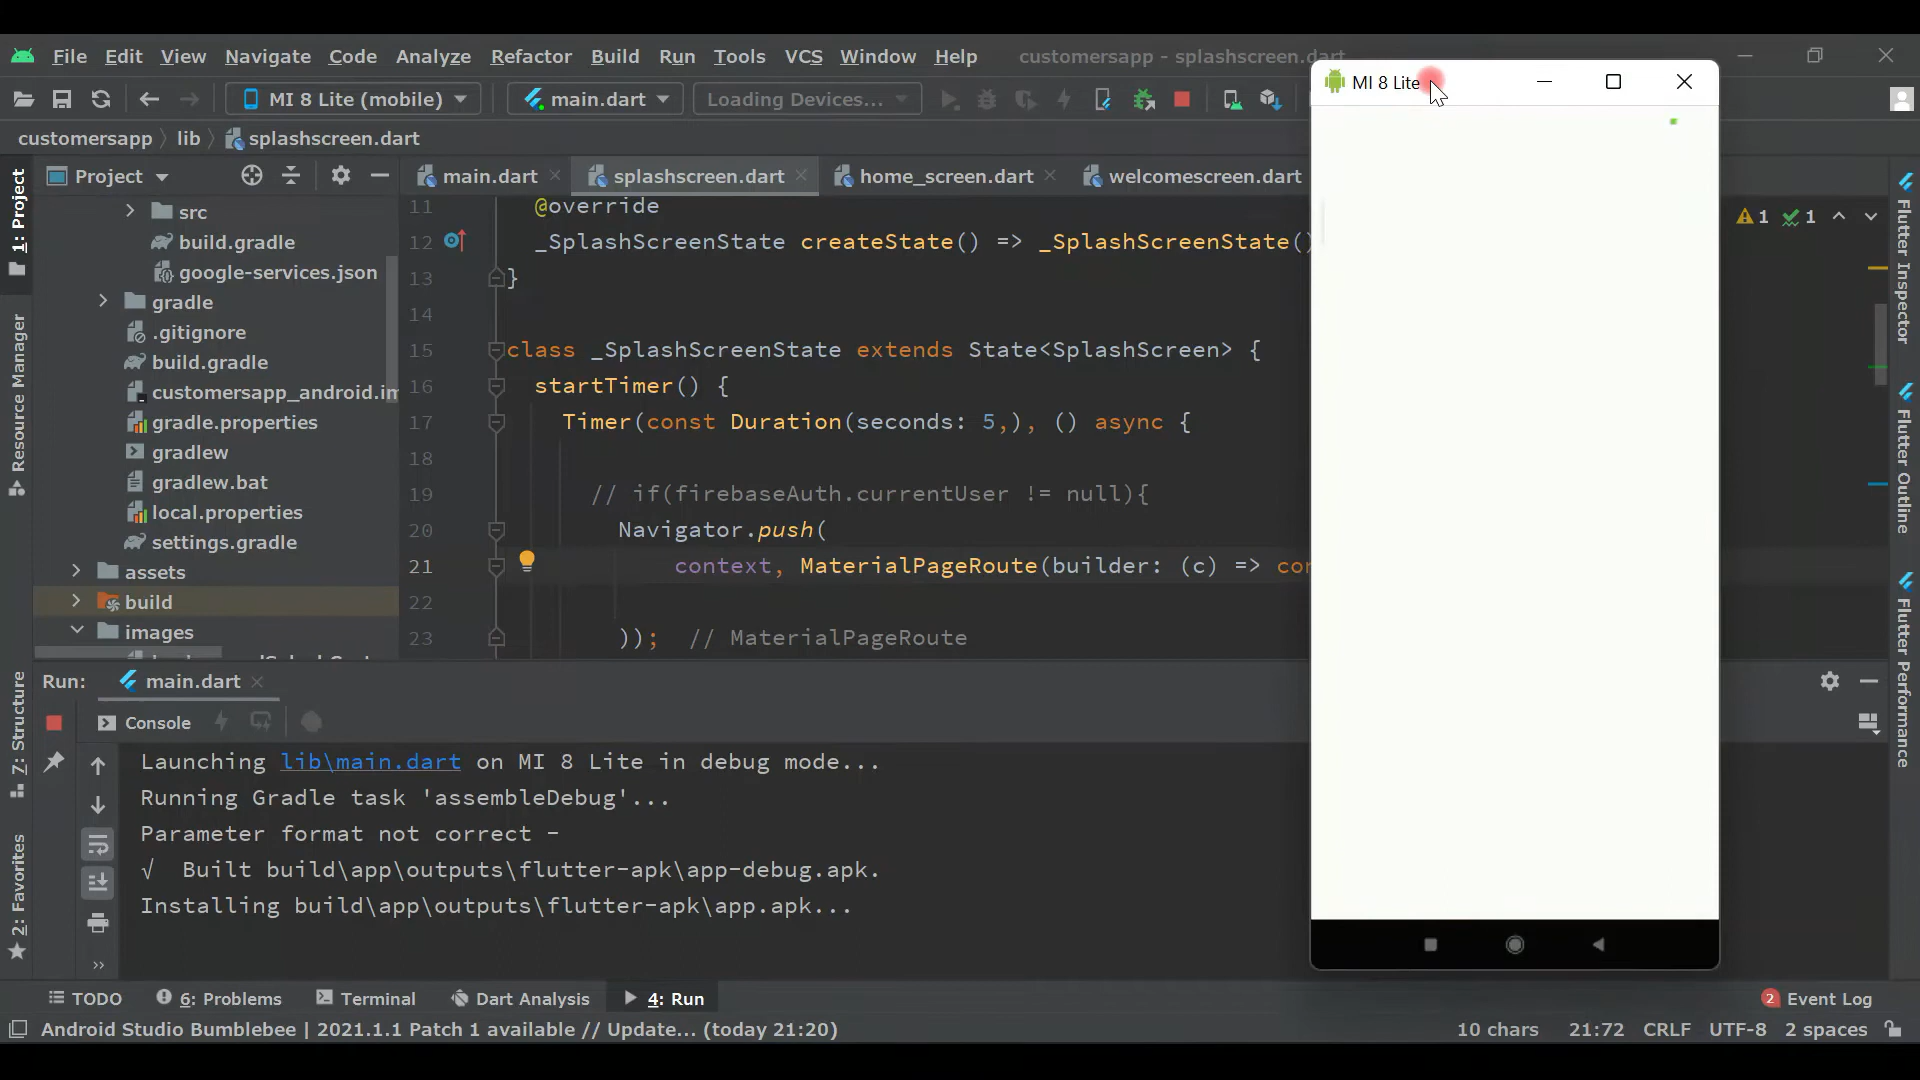 File Edit View Navigate Code Analyze Refactor Build Run Tools VCS Window Help customersapp - splashscreen.dart
MI 8 Lite (mobile) main.dart Loading Devices...
MI 8 Lite
customersapp lib splashscreen.dart
Project
main.dart splashscreen.dart home_screen.dart welcomescreen.dart
1: Project
Resource Manager
Z: Structure
2: Favorites
src
build.gradle
google-services.json
gradle
.gitignore
build.gradle
customersapp_android.im
gradle.properties
gradlew
gradlew.bat
local.properties
settings.gradle
assets
build
images
11 @override
12 _SplashScreenState createState() => _SplashScreenState()
13 }
14
15 class _SplashScreenState extends State<SplashScreen> {
16 startTimer() {
17 Timer(const Duration(seconds: 5,), () async {
18
19 // if(firebaseAuth.currentUser != null){
20 Navigator.push(
21 context, MaterialPageRoute(builder: (c) => con
22
23 )); // MaterialPageRoute
1 1
Flutter Inspector
Flutter Outline
Flutter Performance
Run: main.dart
Console
Launching lib\main.dart on MI 8 Lite in debug mode...
Running Gradle task 'assembleDebug'...
Parameter format not correct -
√ Built build\app\outputs\flutter-apk\app-debug.apk.
Installing build\app\outputs\flutter-apk\app.apk...
TODO 6: Problems Terminal Dart Analysis 4: Run 2 Event Log
Android Studio Bumblebee | 2021.1.1 Patch 1 available // Update... (today 21:20) 10 chars 21:72 CRLF UTF-8 2 spaces